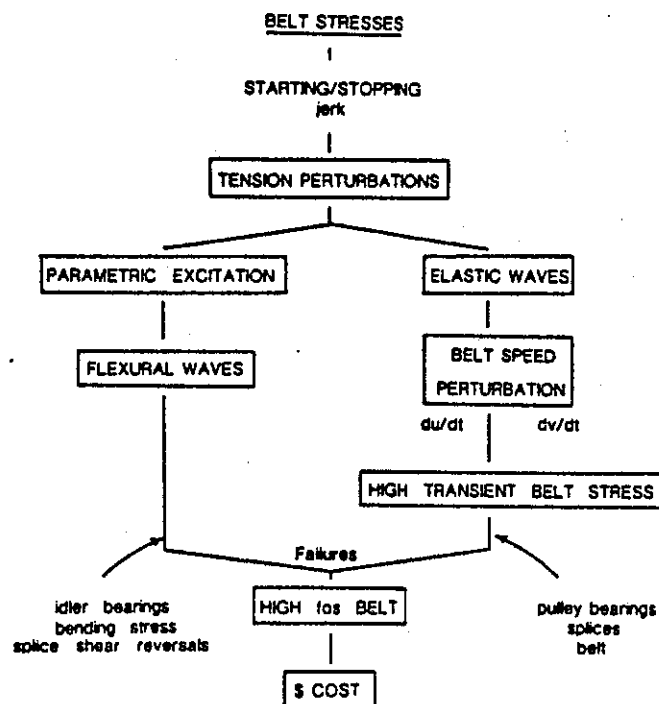 BELT STRESSES
STARTING/STOPPING
jerk
TENSION PERTURBATIONS
PARAMETRIC EXCITATION
ELASTIC WAVES
FLEXURAL WAVES
BELT SPEED
PERTURBATION
du/dt dv/dt
HIGH TRANSIENT BELT STRESS
Failures
idler bearings
bending stress
splice shear reversals
HIGH fos BELT
pulley bearings
splices
belt
$ COST